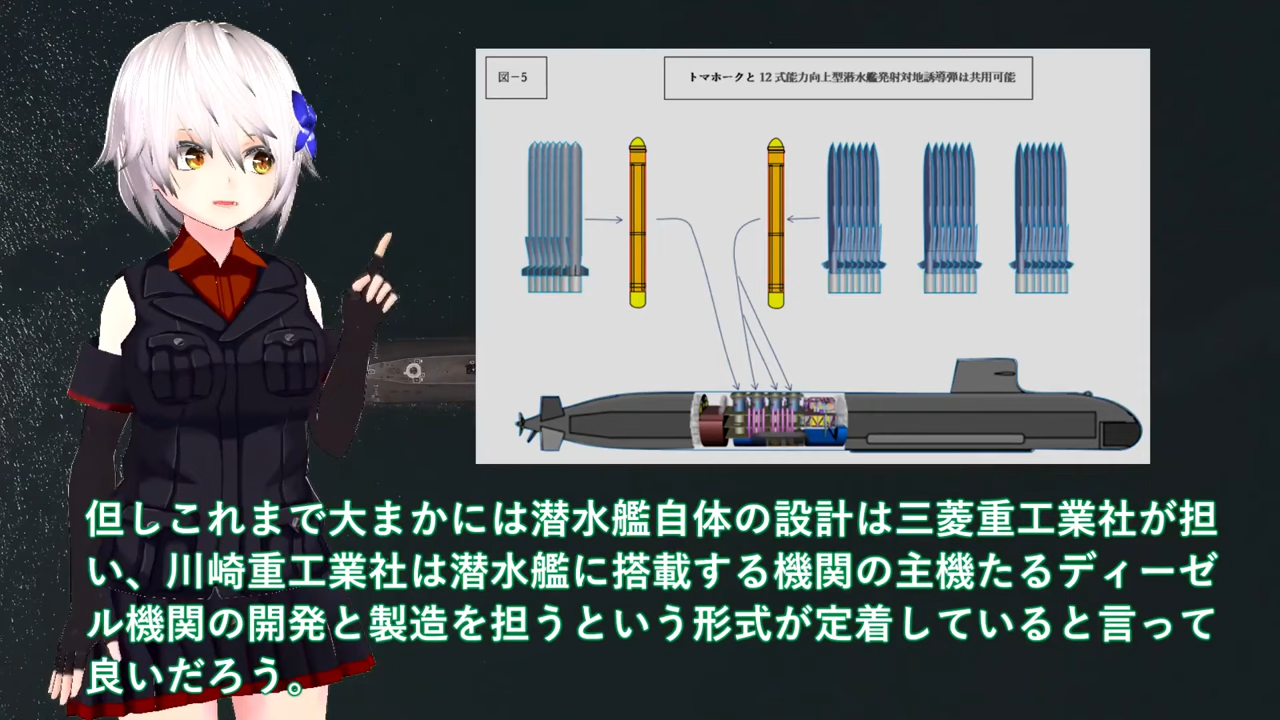 図－5
トマホークと12式能力向上型潜水艦発射対地誘導弾は共用可能
但しこれまで大まかには潜水艦自体の設計は三菱重工業社が担
い、川崎重工業社は潜水艦に搭載する機関の主機たるディーゼ
ル機関の開発と製造を担うという形式が定着していると言って
良いだろう。